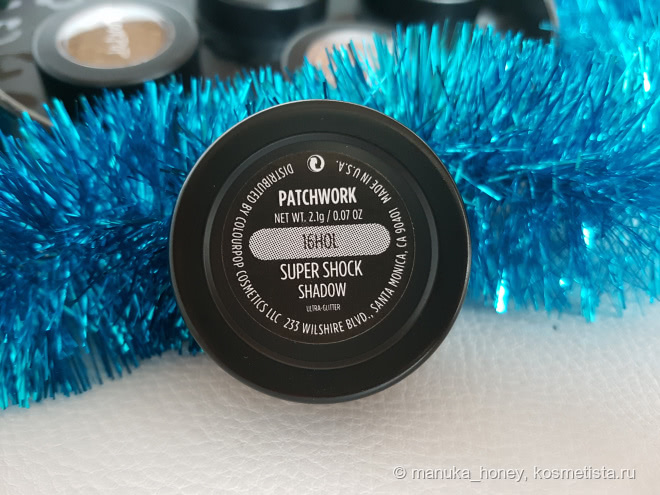 PATCHWORK
NET WT. 2.1g / 0.07 OZ
16HOL
SUPER SHOCK
SHADOW
ULTRA-GLITTER
DISTRIBUTED BY COLOURPOP COSMETICS LLC 233 WILSHIRE BLVD., SANTA MONICA, CA 90401 MADE IN U.S.A.
© manuka_honey, kosmetista.ru